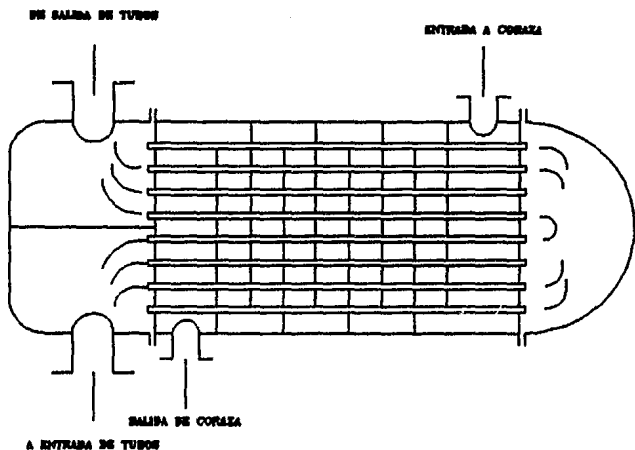 DE SALIDA DE TUBOS
ENTRADA A CORAZA
SALIDA DE CORAZA
A ENTRADA DE TUBOS